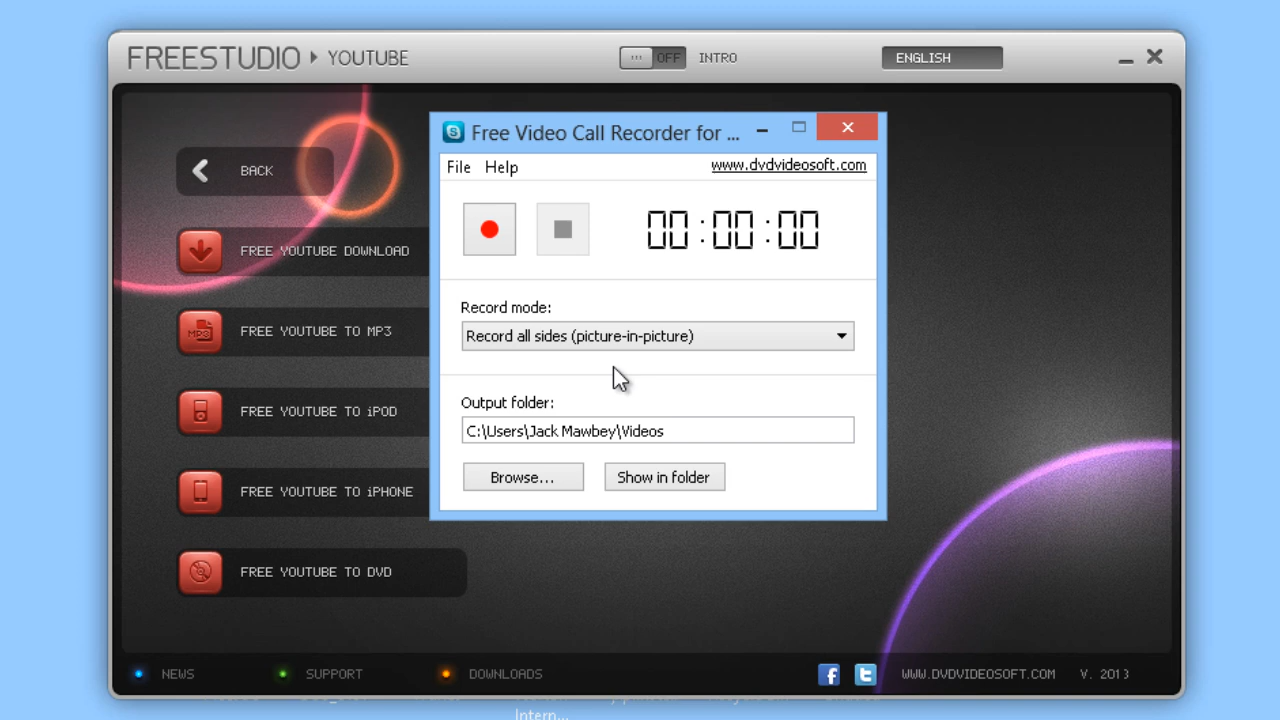 FREESTUDIO YOUTUBE
OFF INTRO
ENGLISH
BACK
FREE YOUTUBE DOWNLOAD
MP3 FREE YOUTUBE TO MP3
FREE YOUTUBE TO iPOD
FREE YOUTUBE TO iPHONE
FREE YOUTUBE TO DVD
Free Video Call Recorder for ...
File Help www.dvdvideosoft.com
00:00:00
Record mode:
Record all sides (picture-in-picture)
Output folder:
C:\Users\Jack Mawbey\Videos
Browse... Show in folder
NEWS SUPPORT DOWNLOADS WWW.DVDVIDEOSOFT.COM V. 2013
Intern...